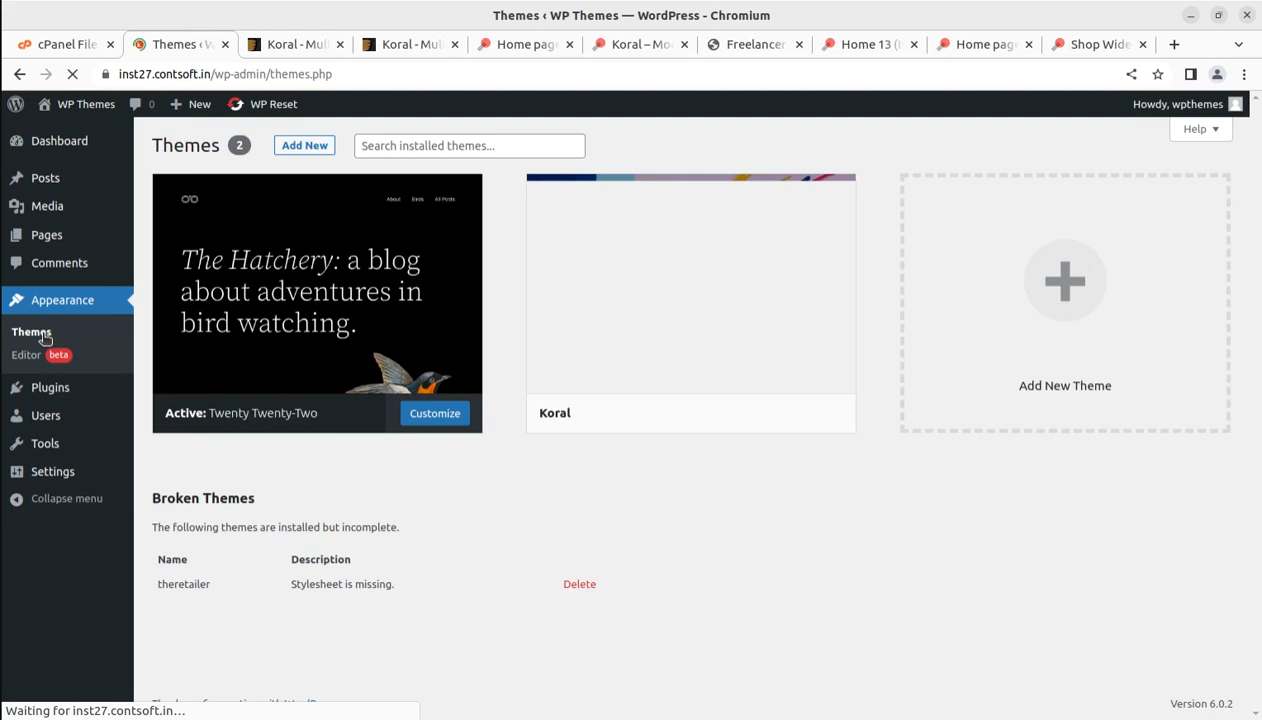 Themes ‹ WP Themes — WordPress - Chromium
cPanel File
Themes ‹ W
Koral - Mul
Koral - Mul
Home pag
Koral – Mo
Freelancer
Home 13 (
Home page
Shop Wide
inst27.contsoft.in/wp-admin/themes.php
WP Themes
0
New
WP Reset
Howdy, wpthemes
Dashboard
Posts
Media
Pages
Comments
Appearance
Themes
Editor beta
Plugins
Users
Tools
Settings
Collapse menu
Help ▼
Themes 2
Add New
Search installed themes...
About Birds All Posts
The Hatchery: a blog
about adventures in
bird watching.
Active: Twenty Twenty-Two
Customize
Koral
Add New Theme
Broken Themes
The following themes are installed but incomplete.
Name Description
theretailer Stylesheet is missing. Delete
Version 6.0.2
Waiting for inst27.contsoft.in...